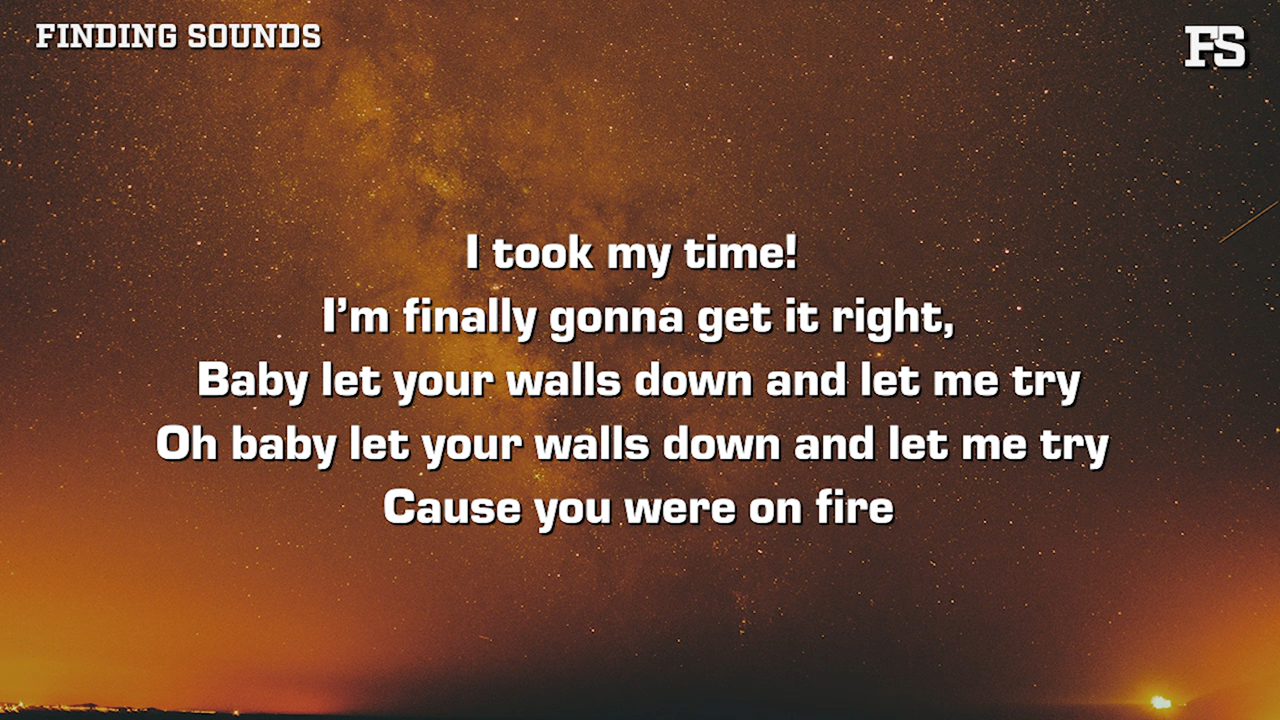 FINDING SOUNDS
FS
I took my time!
I’m finally gonna get it right,
Baby let your walls down and let me try
Oh baby let your walls down and let me try
Cause you were on fire